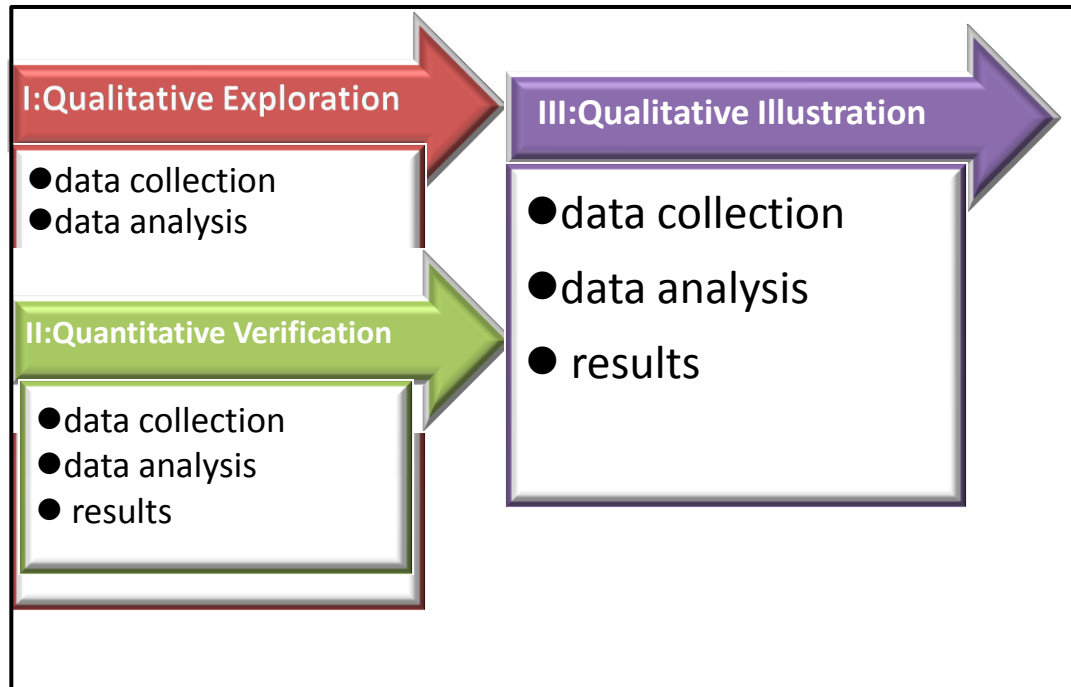 I:Qualitative Exploration
●data collection
●data analysis
II:Quantitative Verification
●data collection
●data analysis
● results
III:Qualitative Illustration
●data collection
●data analysis
● results